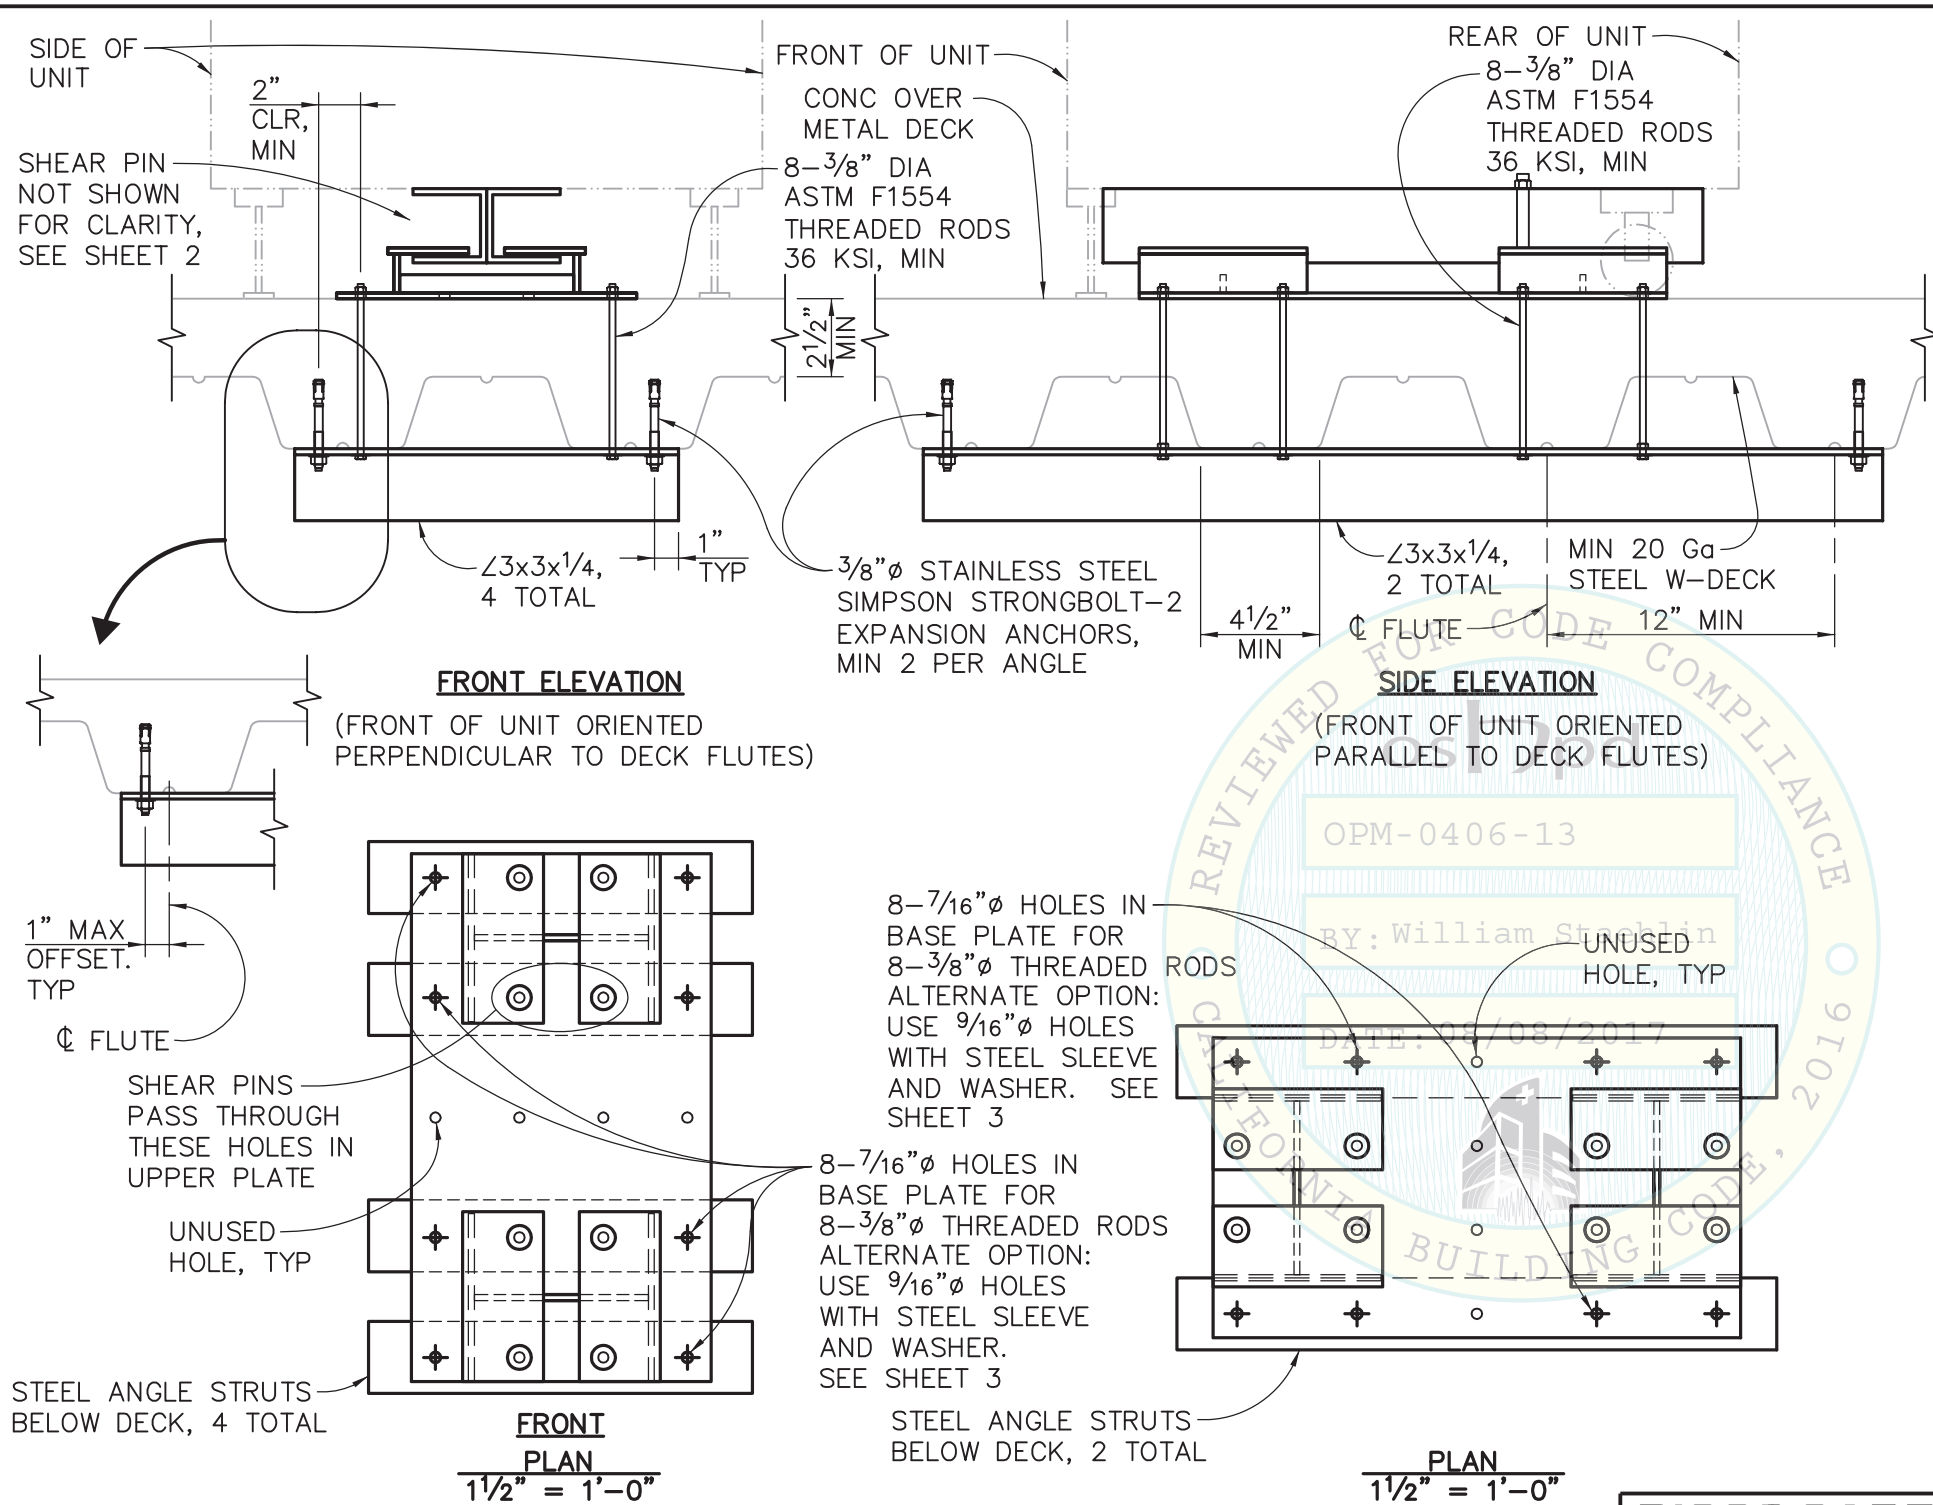 SIDE OF
UNIT
2"
CLR,
MIN
SHEAR PIN
NOT SHOWN
FOR CLARITY,
SEE SHEET 2
FRONT OF UNIT
CONC OVER
METAL DECK
8-3/8" DIA
ASTM F1554
THREADED RODS
36 KSI, MIN
REAR OF UNIT
8-3/8" DIA
ASTM F1554
THREADED RODS
36 KSI, MIN
2 1/2"
MIN
∠3x3x1/4,
4 TOTAL
1"
TYP
3/8"ø STAINLESS STEEL
SIMPSON STRONGBOLT-2
EXPANSION ANCHORS,
MIN 2 PER ANGLE
4 1/2"
MIN
∠3x3x1/4,
2 TOTAL
℄ FLUTE
MIN 20 Ga
STEEL W-DECK
12" MIN
FRONT ELEVATION
(FRONT OF UNIT ORIENTED
PERPENDICULAR TO DECK FLUTES)
SIDE ELEVATION
(FRONT OF UNIT ORIENTED
PARALLEL TO DECK FLUTES)
1" MAX
OFFSET.
TYP
℄ FLUTE
SHEAR PINS
PASS THROUGH
THESE HOLES IN
UPPER PLATE
UNUSED
HOLE, TYP
STEEL ANGLE STRUTS
BELOW DECK, 4 TOTAL
FRONT
PLAN
1 1/2" = 1'-0"
8-7/16"ø HOLES IN
BASE PLATE FOR
8-3/8"ø THREADED RODS
ALTERNATE OPTION:
USE 9/16"ø HOLES
WITH STEEL SLEEVE
AND WASHER. SEE
SHEET 3
8-7/16"ø HOLES IN
BASE PLATE FOR
8-3/8"ø THREADED RODS
ALTERNATE OPTION:
USE 9/16"ø HOLES
WITH STEEL SLEEVE
AND WASHER.
SEE SHEET 3
UNUSED
HOLE, TYP
STEEL ANGLE STRUTS
BELOW DECK, 2 TOTAL
PLAN
1 1/2" = 1'-0"
REVIEWED FOR CODE COMPLIANCE
oshpd
OPM-0406-13
BY: William Staehlin
DATE: 08/08/2017
CALIFORNIA BUILDING CODE, 2016